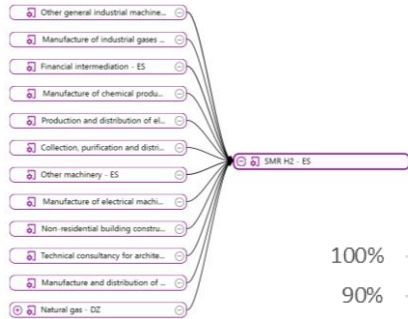 Other general industrial machine...
Manufacture of industrial gases ...
Financial intermediation - ES
Manufacture of chemical produ...
Production and distribution of el...
Collection, purification and distri...
Other machinery - ES
Manufacture of electrical machi...
Non-residential building constru...
Technical consultancy for archite...
Manufacture and distribution of ...
Natural gas - DZ
SMR H2 - ES
100%
90%